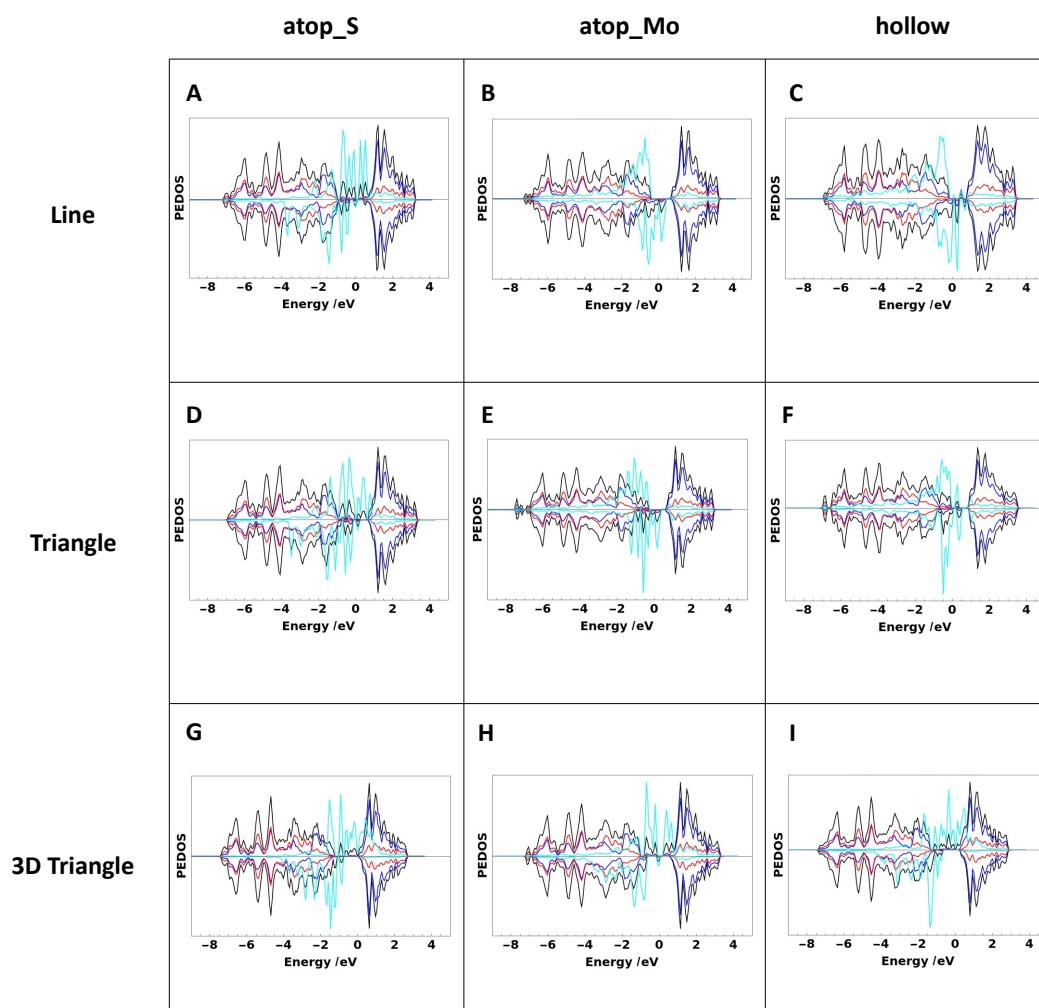 atop_S atop_Mo hollow
A B C
Line
PEDOS PEDOS PEDOS
−8 −6 −4 −2 0 2 4 −8 −6 −4 −2 0 2 4 −8 −6 −4 −2 0 2 4
Energy /eV Energy /eV Energy /eV
D E F
Triangle
PEDOS PEDOS PEDOS
−8 −6 −4 −2 0 2 4 −8 −6 −4 −2 0 2 4 −8 −6 −4 −2 0 2 4
Energy /eV Energy /eV Energy /eV
G H I
3D Triangle
PEDOS PEDOS PEDOS
−8 −6 −4 −2 0 2 4 −8 −6 −4 −2 0 2 4 −8 −6 −4 −2 0 2 4
Energy /eV Energy /eV Energy /eV